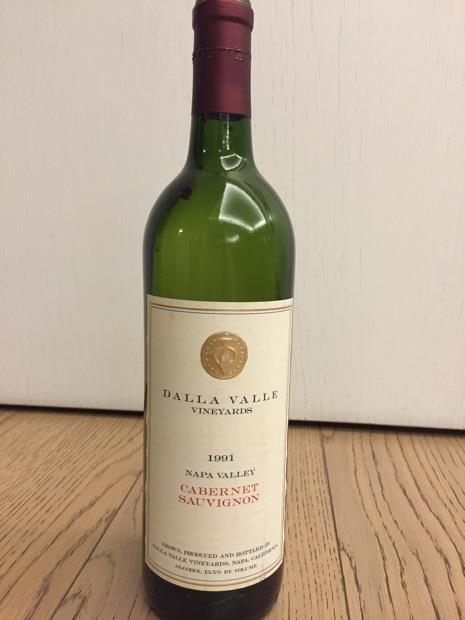 DALLA VALLE
VINEYARDS
1991
NAPA VALLEY
CABERNET
SAUVIGNON
GROWN, PRODUCED AND BOTTLED BY
DALLA VALLE VINEYARDS, NAPA, CALIFORNIA
ALCOHOL 13.5% BY VOLUME